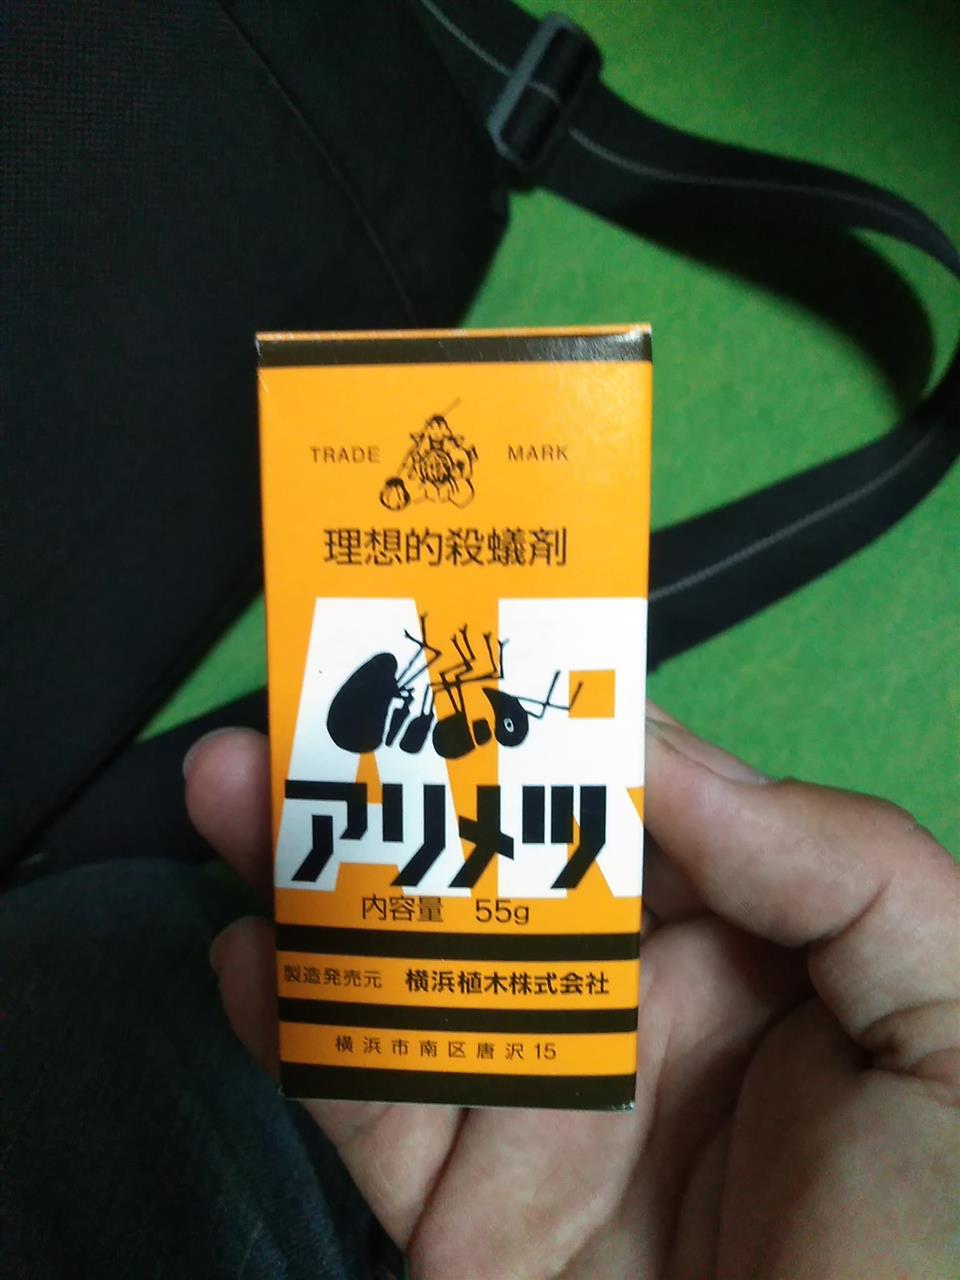 TRADE MARK
理想的殺蟻剤
AR
アリメツ
内容量 55g
製造発売元 横浜植木株式会社
横浜市南区唐沢15